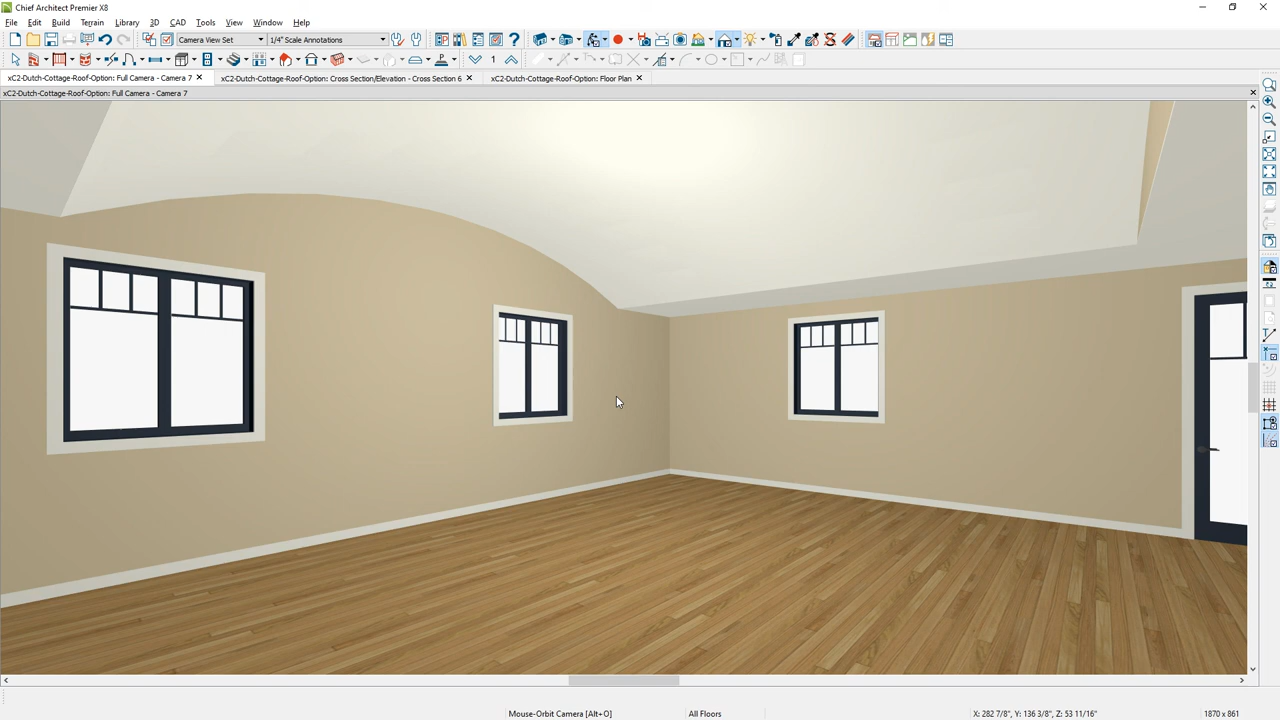 Chief Architect Premier X8
File Edit Build Terrain Library 3D CAD Tools View Window Help
Camera View Set 1/4" Scale Annotations
1
xC2-Dutch-Cottage-Roof-Option: Full Camera - Camera 7 xC2-Dutch-Cottage-Roof-Option: Cross Section/Elevation - Cross Section 6 xC2-Dutch-Cottage-Roof-Option: Floor Plan
xC2-Dutch-Cottage-Roof-Option: Full Camera - Camera 7
Mouse-Orbit Camera [Alt+O] All Floors X: 282 7/8", Y: 136 3/8", Z: 53 11/16" 1870 x 861